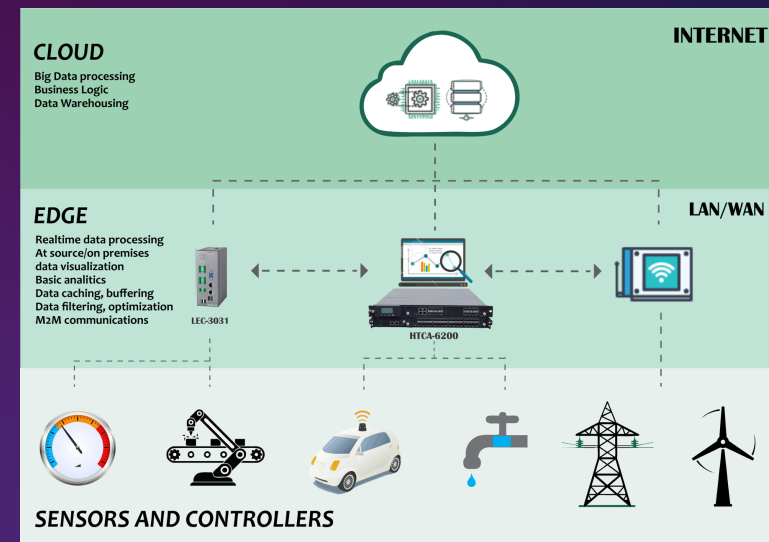 CLOUD
Big Data processing
Business Logic
Data Warehousing
INTERNET
EDGE
Realtime data processing
At source/on premises
data visualization
Basic analitics
Data caching, buffering
Data filtering, optimization
M2M communications
LAN/WAN
LEC-3031
HTCA-6200
SENSORS AND CONTROLLERS